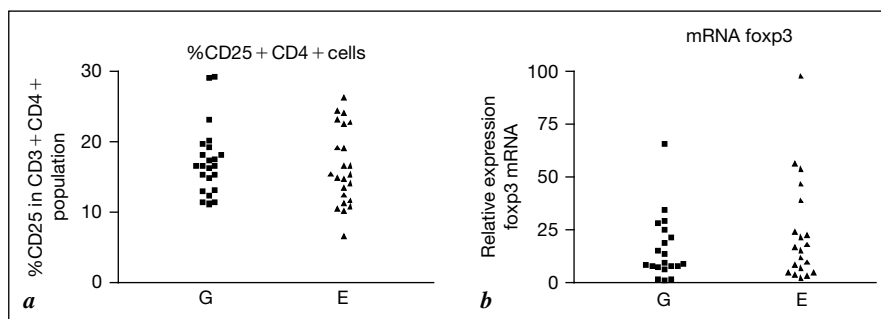 %CD25 + CD4 + cells
%CD25 in CD3 + CD4 +
population
30
20
10
0
G
E
a
mRNA foxp3
Relative expression
foxp3 mRNA
100
75
50
25
0
G
E
b